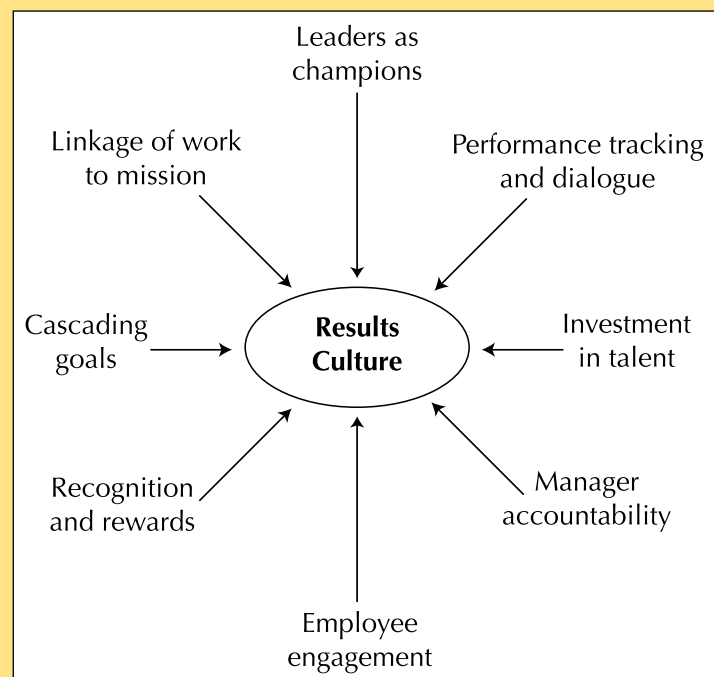 Leaders as
champions
Linkage of work
to mission
Performance tracking
and dialogue
Cascading
goals
Results
Culture
Investment
in talent
Recognition
and rewards
Manager
accountability
Employee
engagement